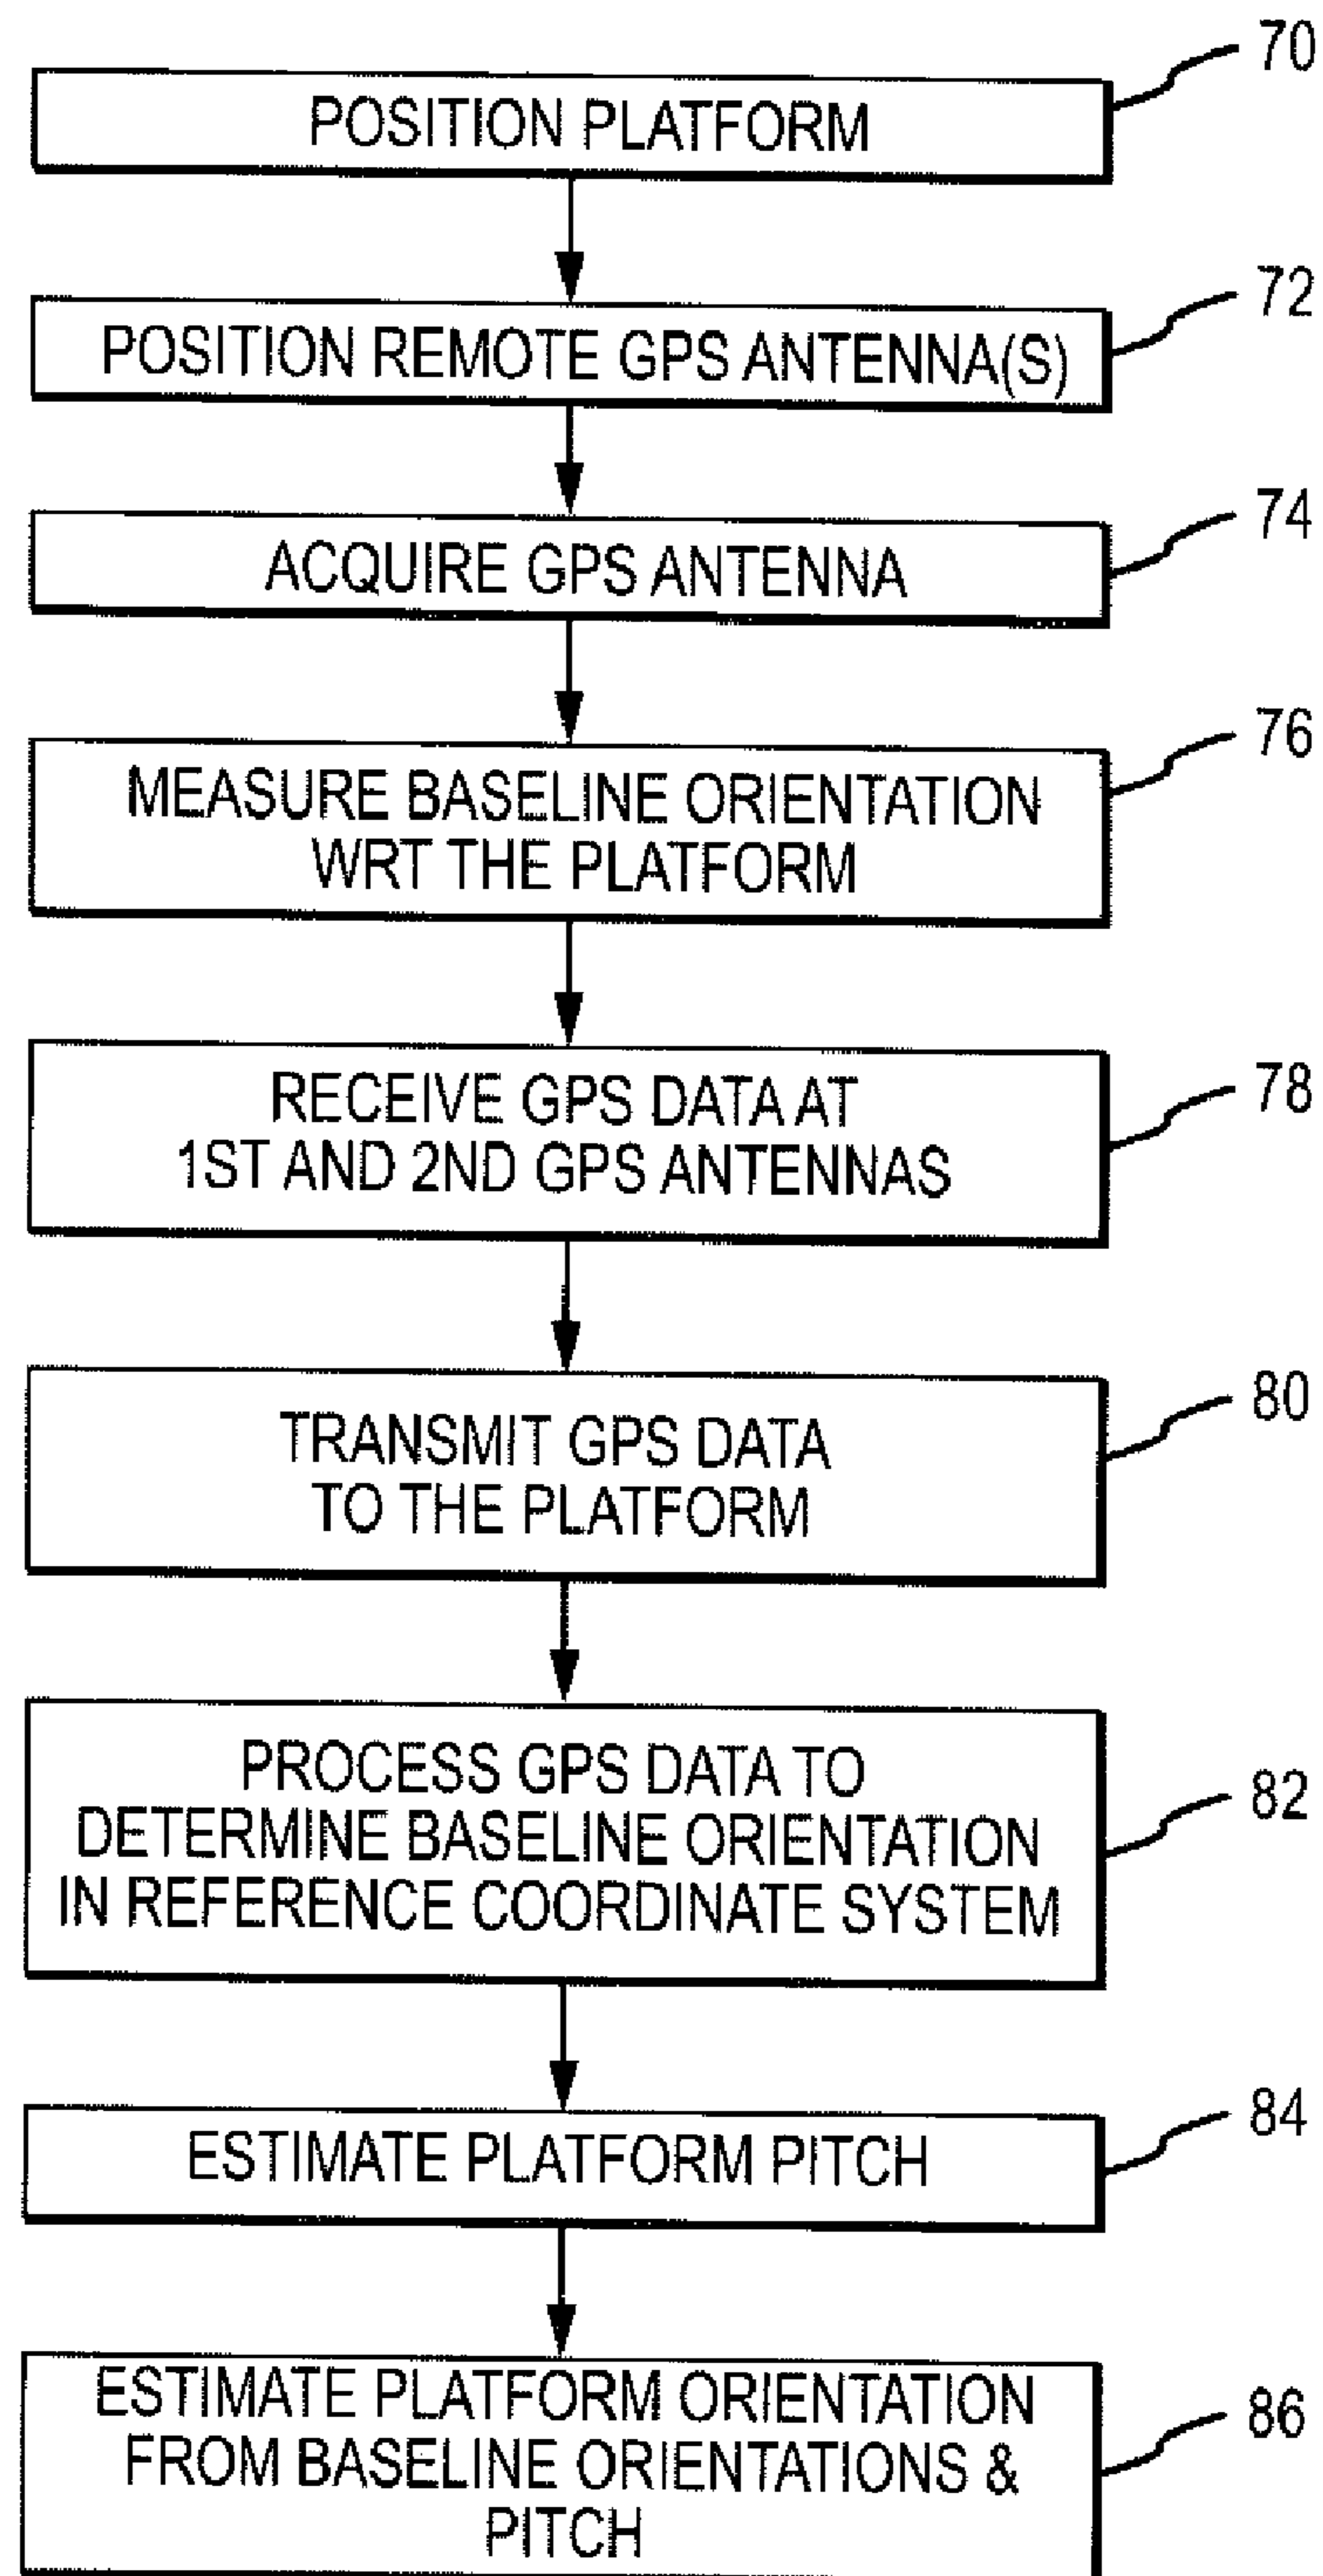 70
POSITION PLATFORM
72
POSITION REMOTE GPS ANTENNA(S)
74
ACQUIRE GPS ANTENNA
76
MEASURE BASELINE ORIENTATION
WRT THE PLATFORM
78
RECEIVE GPS DATA AT
1ST AND 2ND GPS ANTENNAS
80
TRANSMIT GPS DATA
TO THE PLATFORM
82
PROCESS GPS DATA TO
DETERMINE BASELINE ORIENTATION
IN REFERENCE COORDINATE SYSTEM
84
ESTIMATE PLATFORM PITCH
86
ESTIMATE PLATFORM ORIENTATION
FROM BASELINE ORIENTATIONS &
PITCH